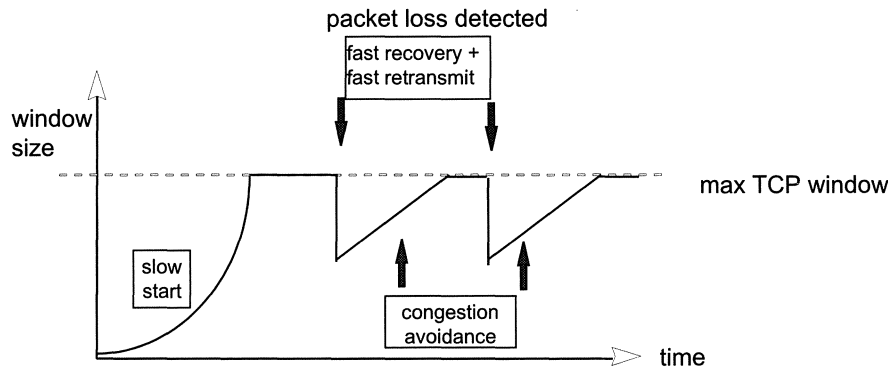 packet loss detected
fast recovery +
fast retransmit
window
size
max TCP window
slow
start
congestion
avoidance
time